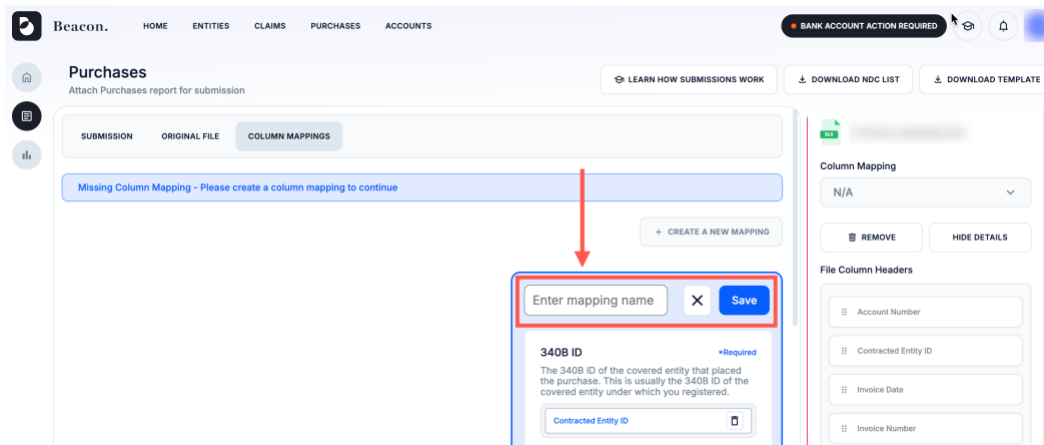 Beacon.
HOME
ENTITIES
CLAIMS
PURCHASES
ACCOUNTS
BANK ACCOUNT ACTION REQUIRED
Purchases
Attach Purchases report for submission
LEARN HOW SUBMISSIONS WORK
DOWNLOAD NDC LIST
DOWNLOAD TEMPLATE
SUBMISSION
ORIGINAL FILE
COLUMN MAPPINGS
Missing Column Mapping - Please create a column mapping to continue
+ CREATE A NEW MAPPING
Enter mapping name
Save
340B ID
*Required
The 340B ID of the covered entity that placed
the purchase. This is usually the 340B ID of the
covered entity under which you registered.
Contracted Entity ID
XLS
Column Mapping
N/A
REMOVE
HIDE DETAILS
File Column Headers
Account Number
Contracted Entity ID
Invoice Date
Invoice Number